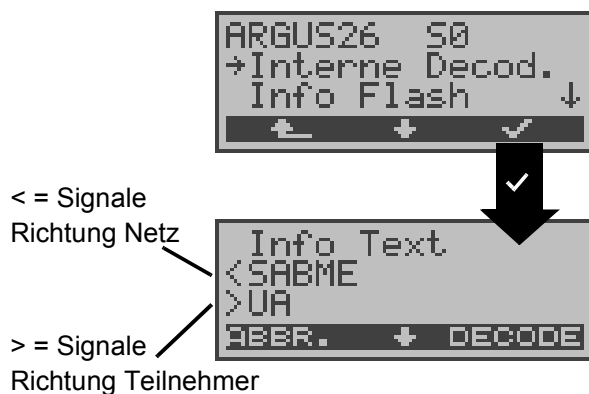 ARGUS26 S0
→Interne Decod.
Info Flash ↓
< = Signale
Richtung Netz
Info Text
<SABME
>UA
ABBR. DECODE
> = Signale
Richtung Teilnehmer